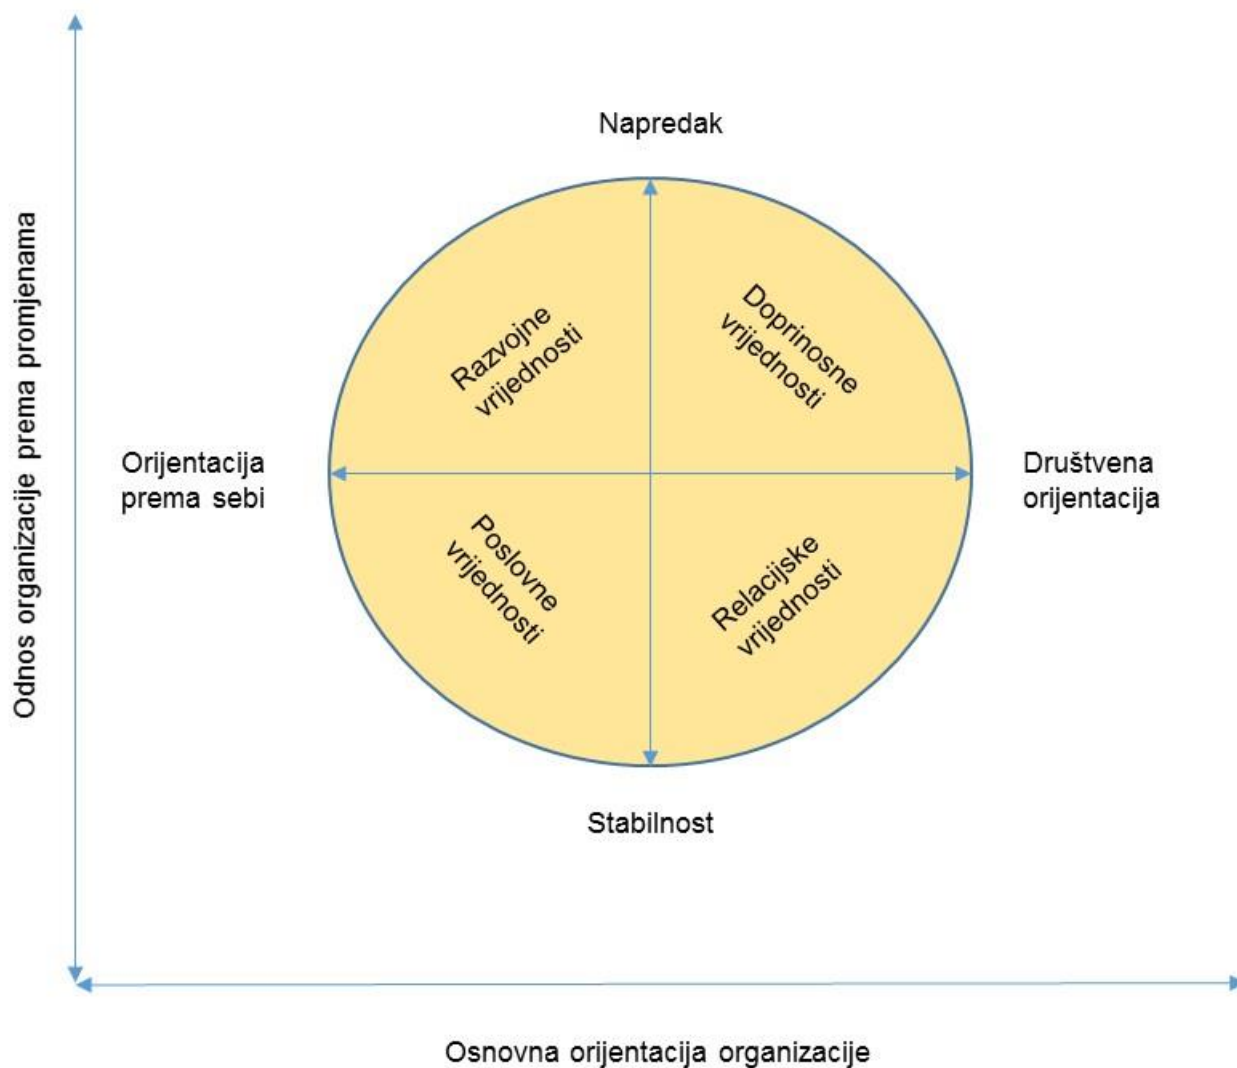 Napredak
Odnos organizacije prema promjenama
Razvojne
vrijednosti
Doprinosne
vrijednosti
Orijentacija
prema sebi
Društvena
orijentacija
Poslovne
vrijednosti
Relacijske
vrijednosti
Stabilnost
Osnovna orijentacija organizacije